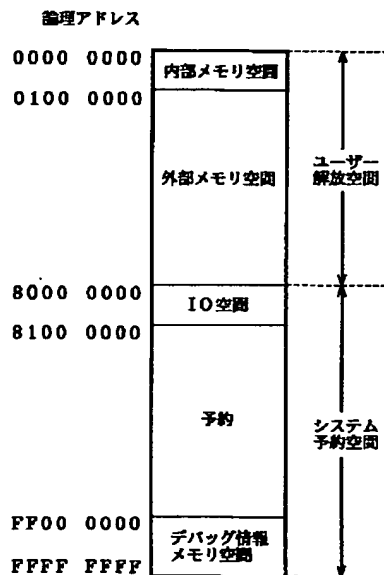 論理アドレス
0000 0000
内部メモリ空間
0100 0000
外部メモリ空間
ユーザー
解放空間
8000 0000
IO空間
8100 0000
予約
システム
予約空間
FF00 0000
デバッグ情報
メモリ空間
FFFF FFFF